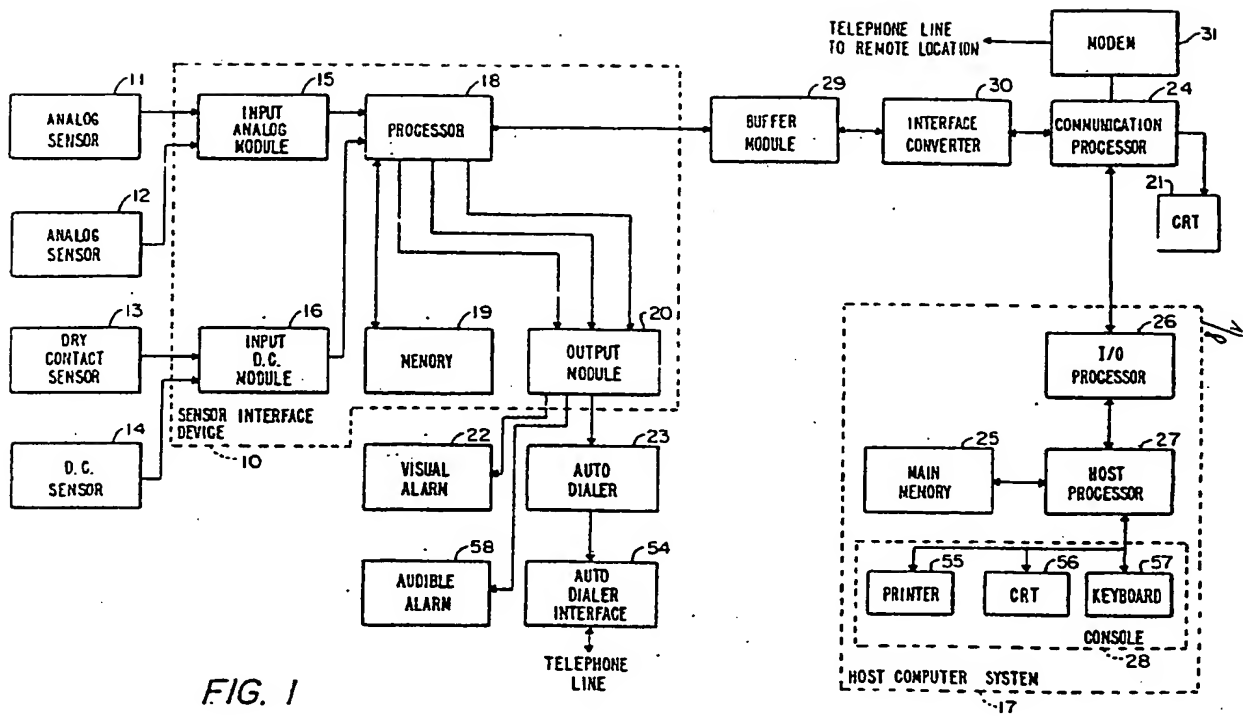 TELEPHONE LINE
TO REMOTE LOCATION
MODEM
31
11
ANALOG
SENSOR
15
INPUT
ANALOG
MODULE
18
PROCESSOR
29
BUFFER
MODULE
30
INTERFACE
CONVERTER
24
COMMUNICATION
PROCESSOR
21
CRT
12
ANALOG
SENSOR
13
DRY
CONTACT
SENSOR
16
INPUT
D.C.
MODULE
19
MEMORY
20
OUTPUT
MODULE
26
I/O
PROCESSOR
SENSOR INTERFACE
DEVICE
10
14
D.C.
SENSOR
22
VISUAL
ALARM
23
AUTO
DIALER
25
MAIN
MEMORY
27
HOST
PROCESSOR
58
AUDIBLE
ALARM
54
AUTO
DIALER
INTERFACE
55
PRINTER
56
CRT
57
KEYBOARD
CONSOLE
28
TELEPHONE
LINE
HOST COMPUTER SYSTEM
17
FIG. 1